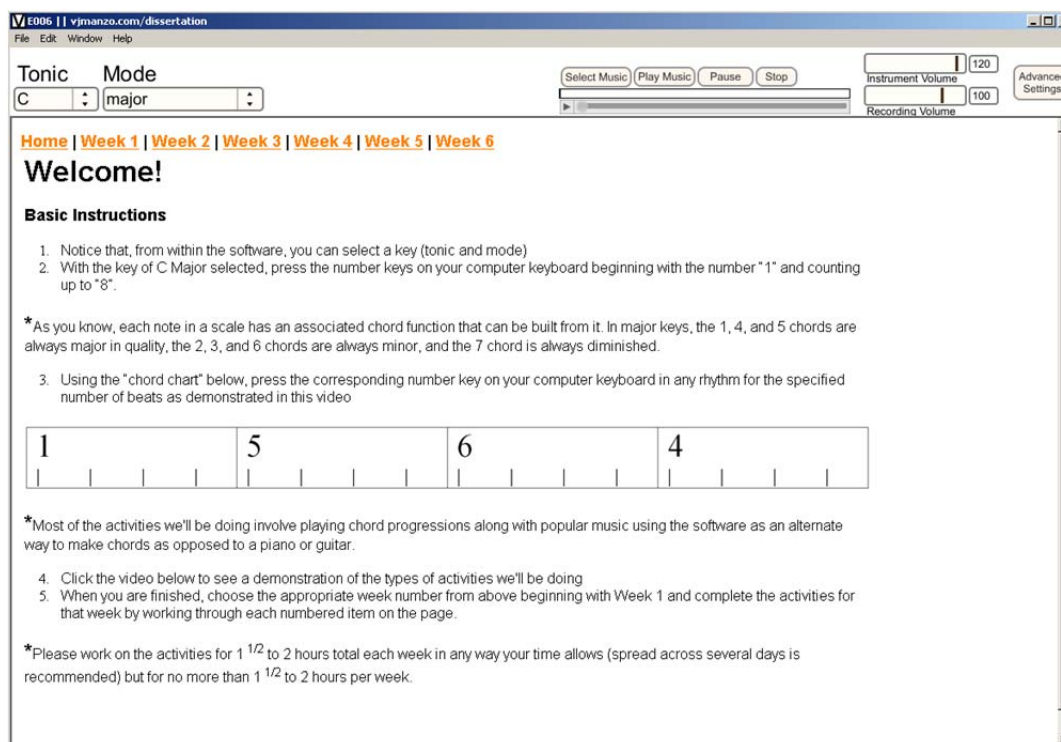 E006 || vjmanzo.com/dissertation
File Edit Window Help
Tonic Mode
C major
Select Music Play Music Pause Stop
120
Instrument Volume
100
Recording Volume
Advanced
Settings
Home | Week 1 | Week 2 | Week 3 | Week 4 | Week 5 | Week 6
Welcome!
Basic Instructions
1. Notice that, from within the software, you can select a key (tonic and mode)
2. With the key of C Major selected, press the number keys on your computer keyboard beginning with the number "1" and counting
up to "8".
*As you know, each note in a scale has an associated chord function that can be built from it. In major keys, the 1, 4, and 5 chords are
always major in quality, the 2, 3, and 6 chords are always minor, and the 7 chord is always diminished.
3. Using the "chord chart" below, press the corresponding number key on your computer keyboard in any rhythm for the specified
number of beats as demonstrated in this video
1 5 6 4
*Most of the activities we'll be doing involve playing chord progressions along with popular music using the software as an alternate
way to make chords as opposed to a piano or guitar.
4. Click the video below to see a demonstration of the types of activities we'll be doing
5. When you are finished, choose the appropriate week number from above beginning with Week 1 and complete the activities for
that week by working through each numbered item on the page.
*Please work on the activities for 1 1/2 to 2 hours total each week in any way your time allows (spread across several days is
recommended) but for no more than 1 1/2 to 2 hours per week.